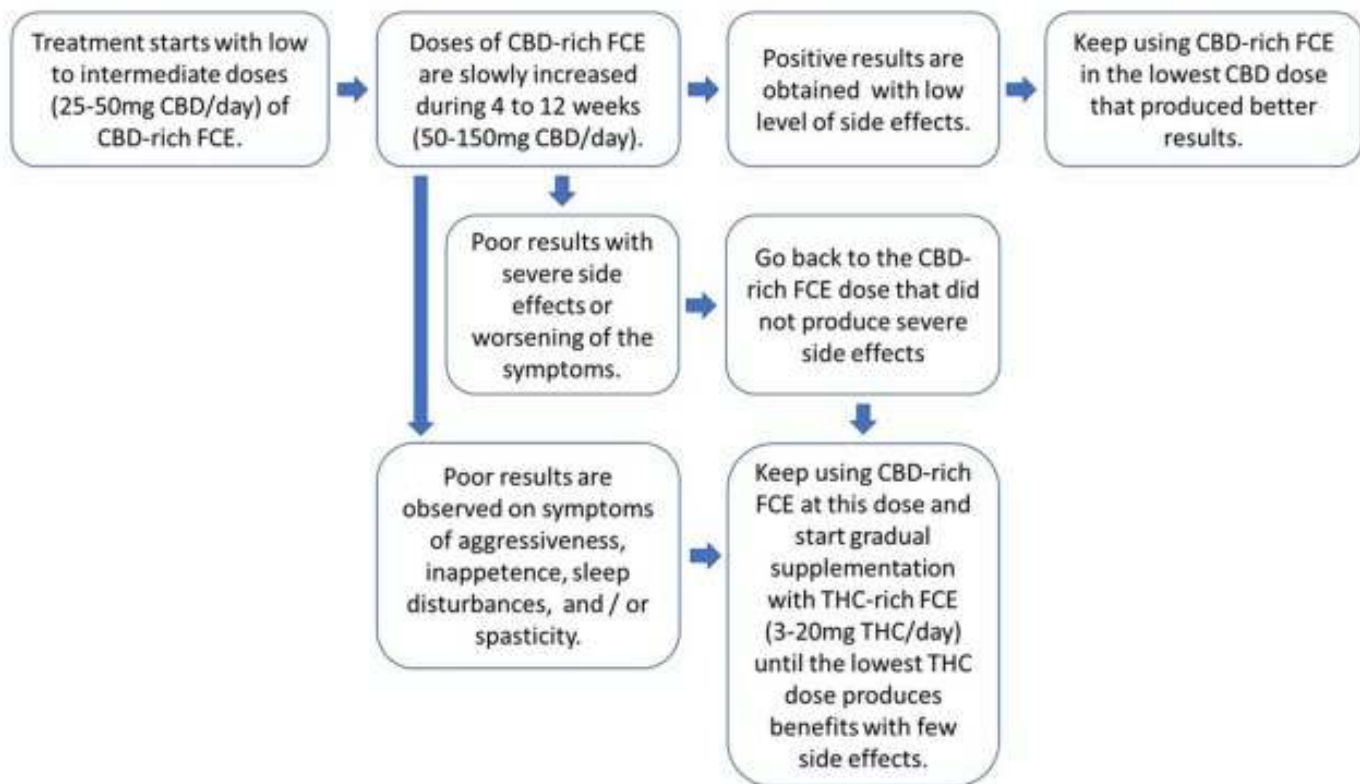 Treatment starts with low
to intermediate doses
(25-50mg CBD/day) of
CBD-rich FCE.
Doses of CBD-rich FCE
are slowly increased
during 4 to 12 weeks
(50-150mg CBD/day).
Positive results are
obtained with low
level of side effects.
Keep using CBD-rich FCE
in the lowest CBD dose
that produced better
results.
Poor results with
severe side
effects or
worsening of the
symptoms.
Go back to the CBD-
rich FCE dose that did
not produce severe
side effects
Poor results are
observed on symptoms
of aggressiveness,
inappetence, sleep
disturbances, and / or
spasticity.
Keep using CBD-rich
FCE at this dose and
start gradual
supplementation
with THC-rich FCE
(3-20mg THC/day)
until the lowest THC
dose produces
benefits with few
side effects.